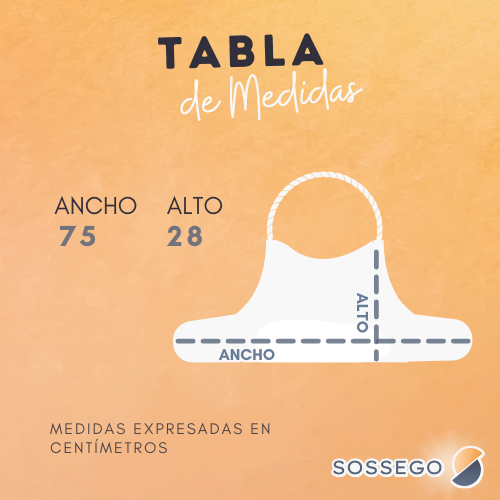 TABLA
de Medidas
ANCHO ALTO
75 28
ALTO
ANCHO
MEDIDAS EXPRESADAS EN
CENTÍMETROS
SOSSEGO